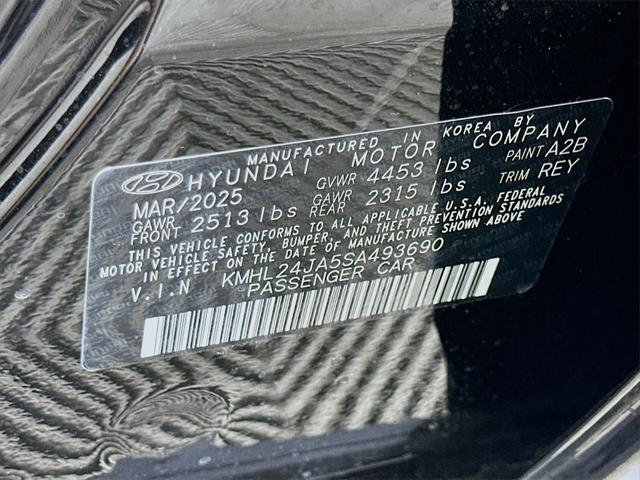 MANUFACTURED IN KOREA BY
HYUNDAI MOTOR COMPANY
MAR/2025 GVWR 4453 lbs PAINT A2B
GAWR FRONT 2513 lbs GAWR REAR 2315 lbs TRIM REY
THIS VEHICLE CONFORMS TO ALL APPLICABLE U.S.A. FEDERAL
MOTOR VEHICLE SAFETY, BUMPER, AND THEFT PREVENTION STANDARDS
IN EFFECT ON THE DATE OF MANUFACTURE SHOWN ABOVE
V.I.N KMHL24JA5SA493690
PASSENGER CAR